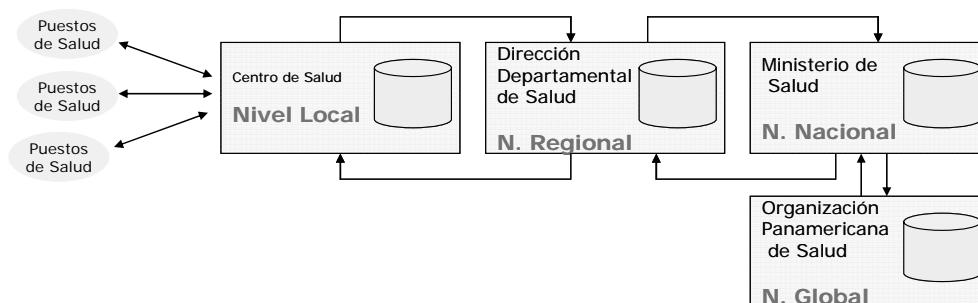 Puestos
de Salud
Puestos
de Salud
Puestos
de Salud
Centro de Salud
Nivel Local
Dirección
Departamental
de Salud
N. Regional
Ministerio de
Salud
N. Nacional
Organización
Panamericana
de Salud
N. Global